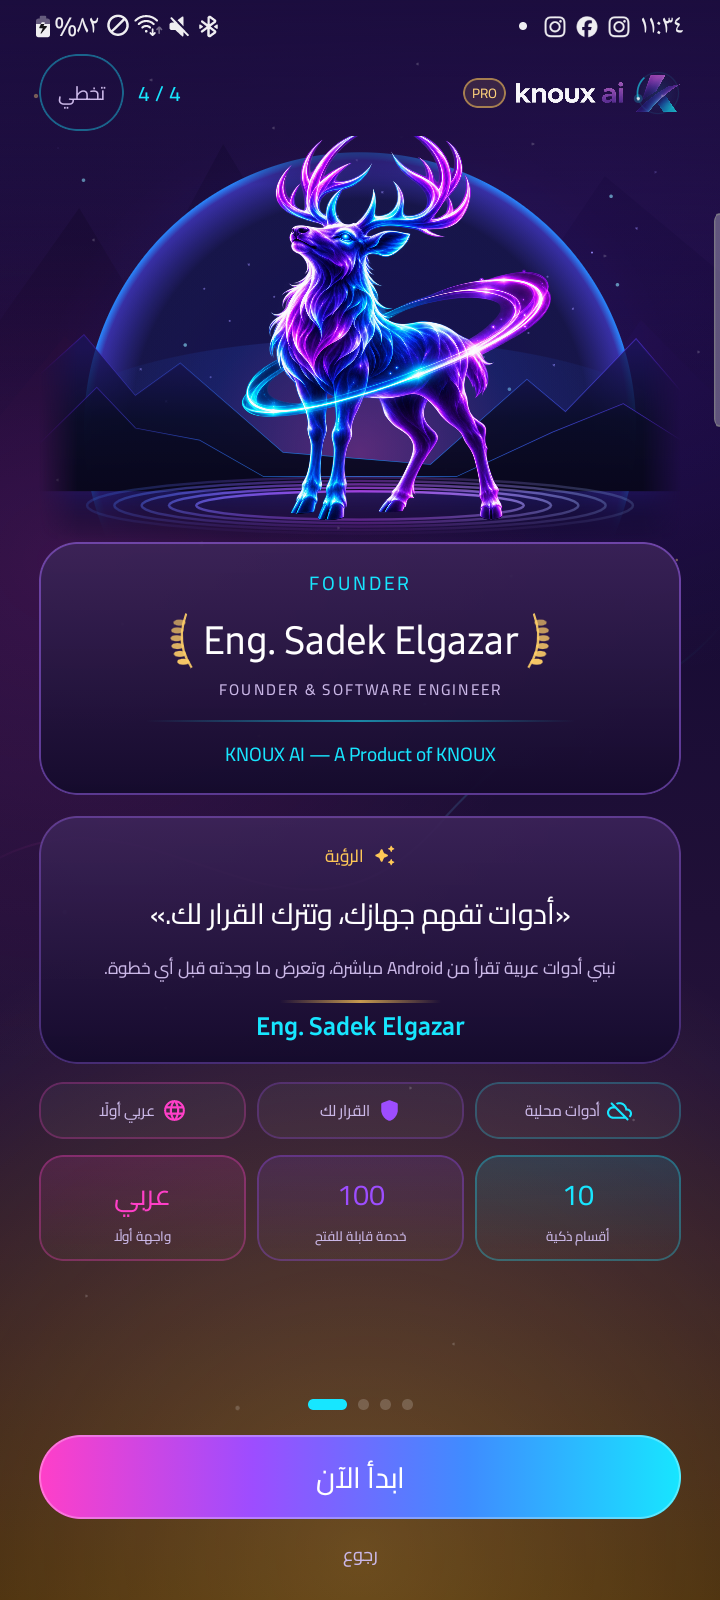 ١١:٣٤
%٨٢
knoux ai
PRO
4 / 4
تخطي
FOUNDER
Eng. Sadek Elgazar
FOUNDER & SOFTWARE ENGINEER
KNOUX AI — A Product of KNOUX
الرؤية
«أدوات تفهم جهازك، وتترك القرار لك.»
نبني أدوات عربية تقرأ من Android مباشرة، وتعرض ما وجدته قبل أي خطوة.
Eng. Sadek Elgazar
أدوات محلية
القرار لك
عربي أولًا
10
أقسام ذكية
100
خدمة قابلة للفتح
عربي
واجهة أولًا
ابدأ الآن
رجوع